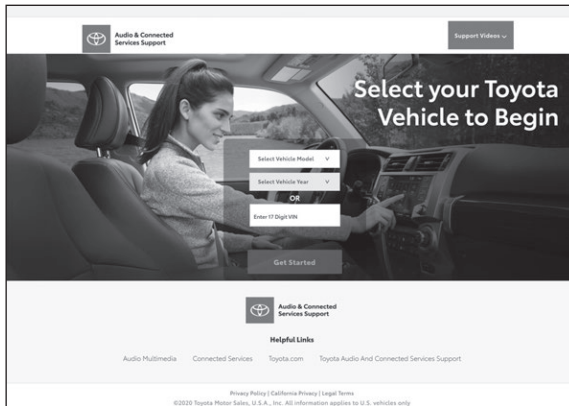 Audio & Connected
Services Support
Support Videos
Select your Toyota
Vehicle to Begin
Select Vehicle Model
Select Vehicle Year
OR
Enter 17 Digit VIN
Get Started
Audio & Connected
Services Support
Helpful Links
Audio Multimedia Connected Services Toyota.com Toyota Audio And Connected Services Support
Privacy Policy | California Privacy | Legal Terms
©2020 Toyota Motor Sales, U.S.A., Inc. All information applies to U.S. vehicles only